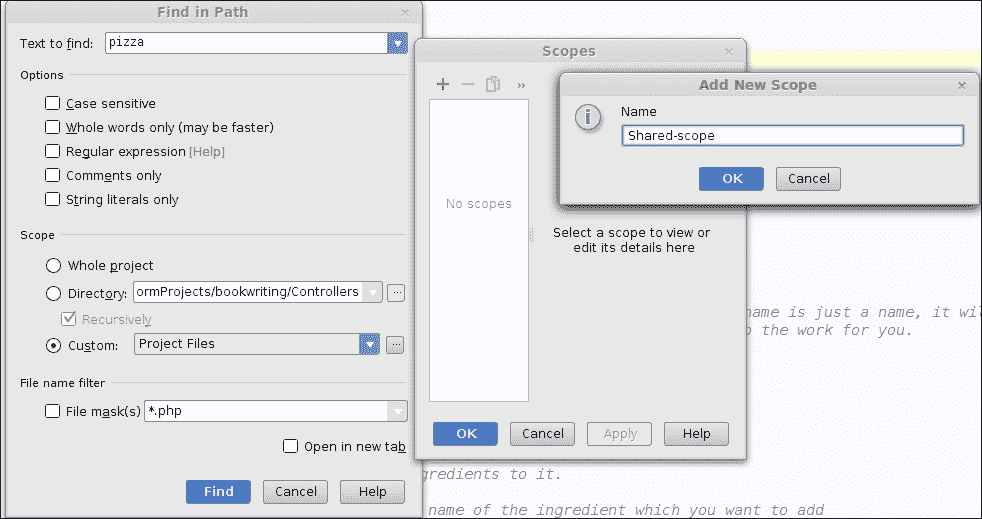 Find in Path
Text to find: pizza
Options
Case sensitive
Whole words only (may be faster)
Regular expression [Help]
Comments only
String literals only
Scope
Whole project
Directory: ormProjects/bookwriting/Controllers ...
Recursively
Custom: Project Files ...
File name filter
File mask(s) *.php
Open in new tab
Find Cancel Help
Scopes
No scopes
Select a scope to view or
edit its details here
OK Cancel Apply Help
Add New Scope
Name
Shared-scope
OK Cancel
name is just a name, it wil
the work for you.
gredients to it.
name of the ingredient which you want to add